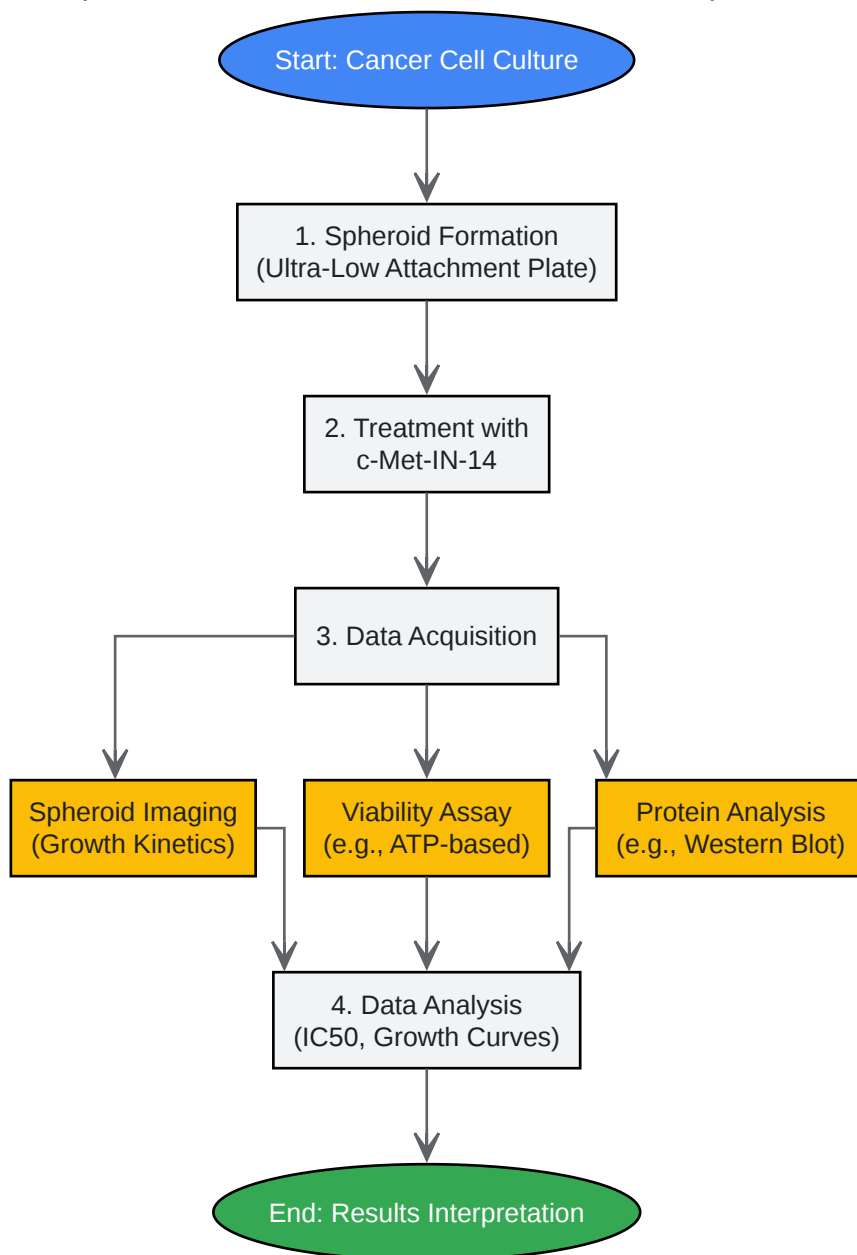 Start: Cancer Cell Culture
1. Spheroid Formation
(Ultra-Low Attachment Plate)
2. Treatment with
c-Met-IN-14
3. Data Acquisition
Spheroid Imaging
(Growth Kinetics)
Viability Assay
(e.g., ATP-based)
Protein Analysis
(e.g., Western Blot)
4. Data Analysis
(IC50, Growth Curves)
End: Results Interpretation